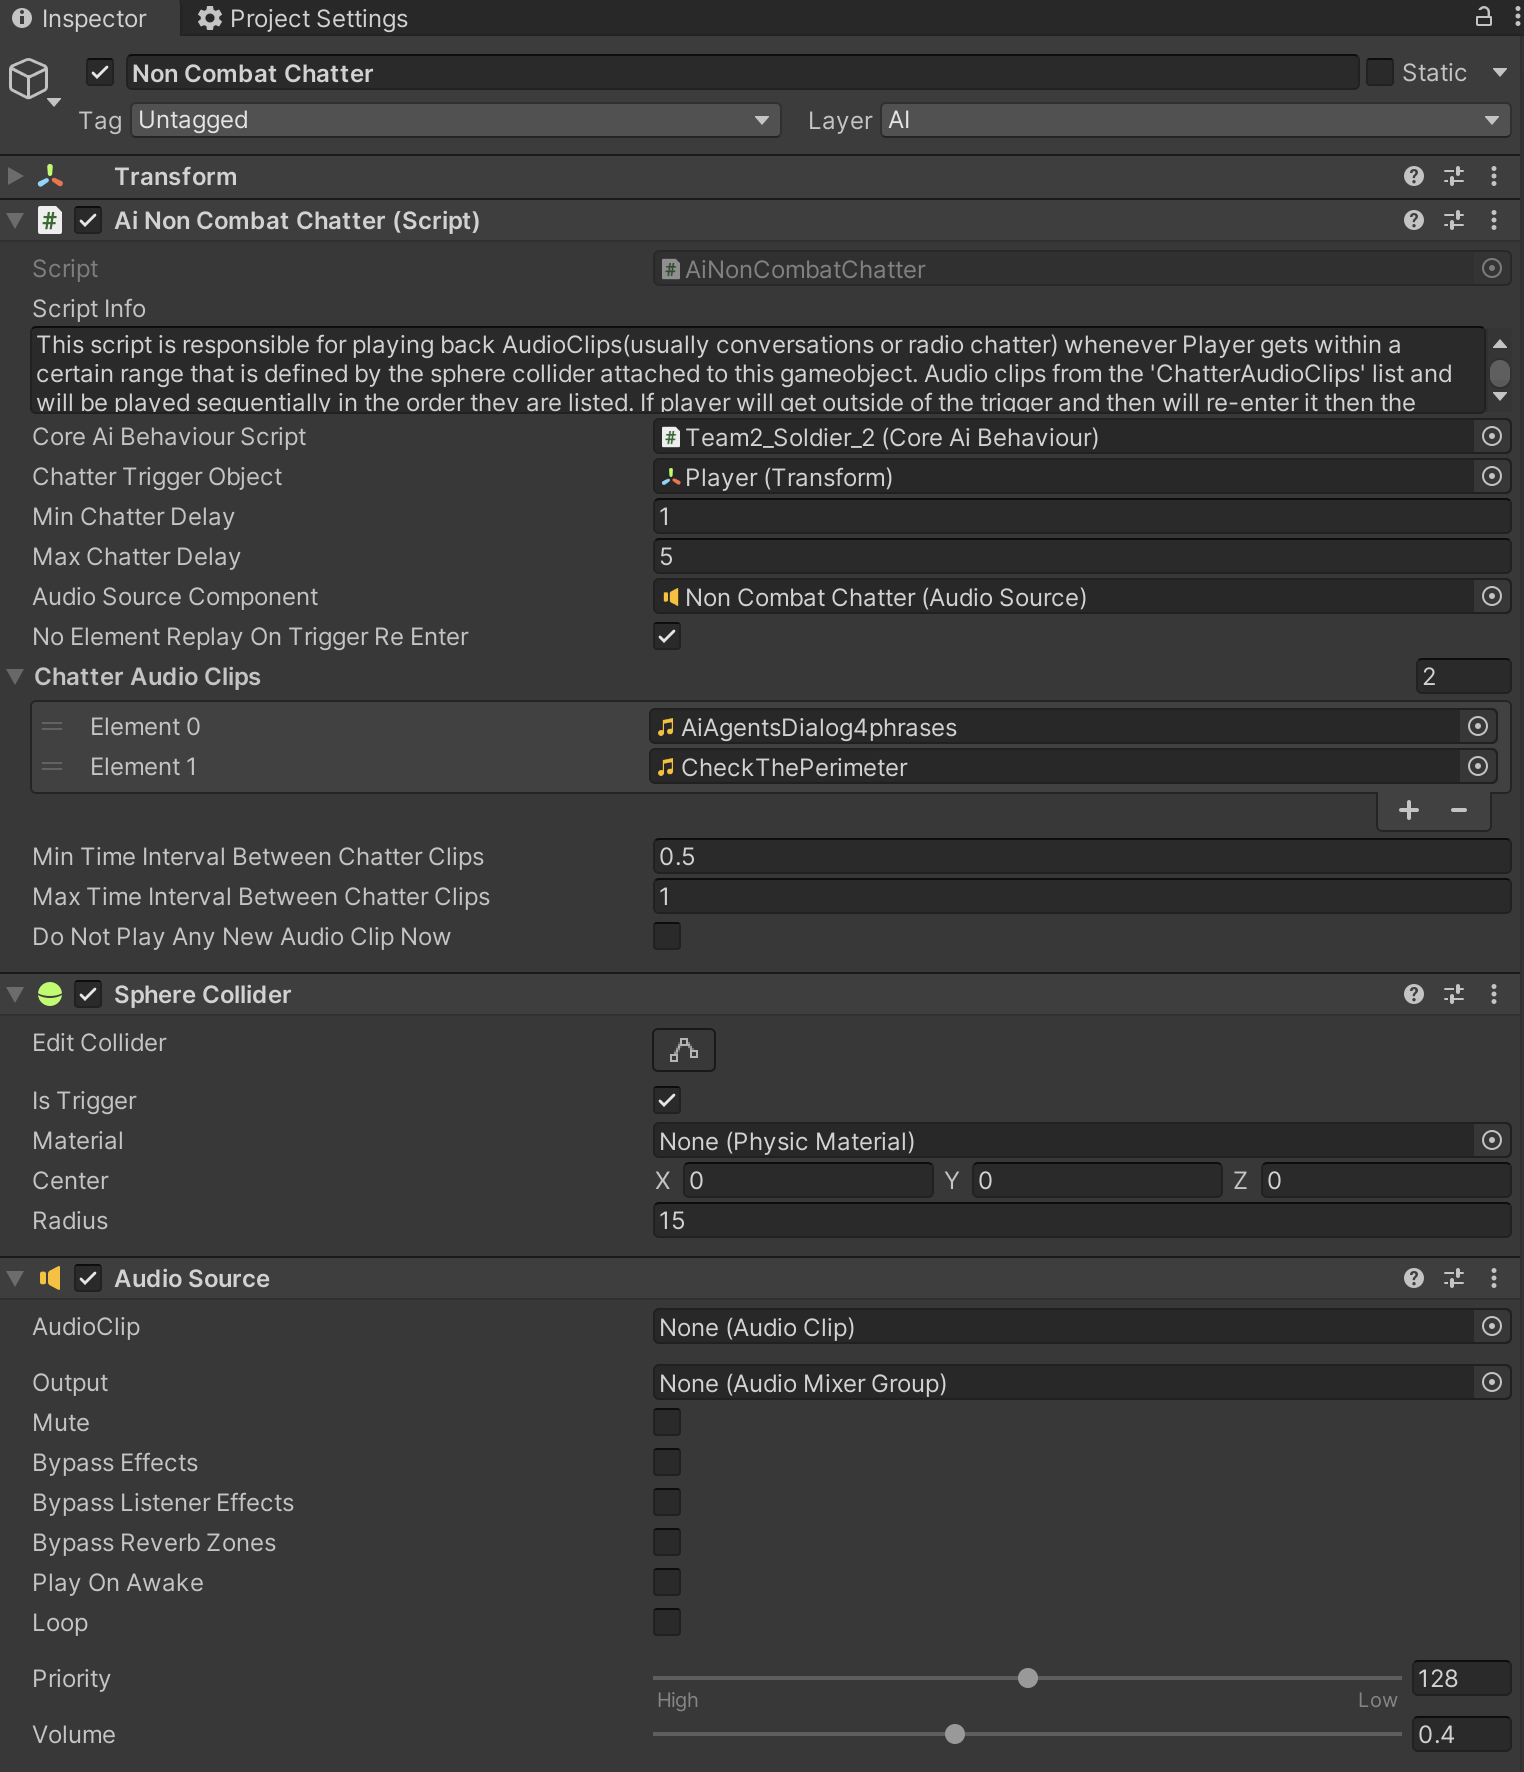 Inspector
Project Settings
Non Combat Chatter
Static
Tag
Untagged
Layer
AI
Transform
Ai Non Combat Chatter (Script)
Script
AiNonCombatChatter
Script Info
This script is responsible for playing back AudioClips(usually conversations or radio chatter) whenever Player gets within a
certain range that is defined by the sphere collider attached to this gameobject. Audio clips from the 'ChatterAudioClips' list and
will be played sequentially in the order they are listed. If player will get outside of the trigger and then will re-enter it then the
Core Ai Behaviour Script
Team2_Soldier_2 (Core Ai Behaviour)
Chatter Trigger Object
Player (Transform)
Min Chatter Delay
1
Max Chatter Delay
5
Audio Source Component
Non Combat Chatter (Audio Source)
No Element Replay On Trigger Re Enter
Chatter Audio Clips
2
Element 0
AiAgentsDialog4phrases
Element 1
CheckThePerimeter
Min Time Interval Between Chatter Clips
0.5
Max Time Interval Between Chatter Clips
1
Do Not Play Any New Audio Clip Now
Sphere Collider
Edit Collider
Is Trigger
Material
None (Physic Material)
Center
X 0 Y 0 Z 0
Radius
15
Audio Source
AudioClip
None (Audio Clip)
Output
None (Audio Mixer Group)
Mute
Bypass Effects
Bypass Listener Effects
Bypass Reverb Zones
Play On Awake
Loop
Priority
128
High
Low
Volume
0.4